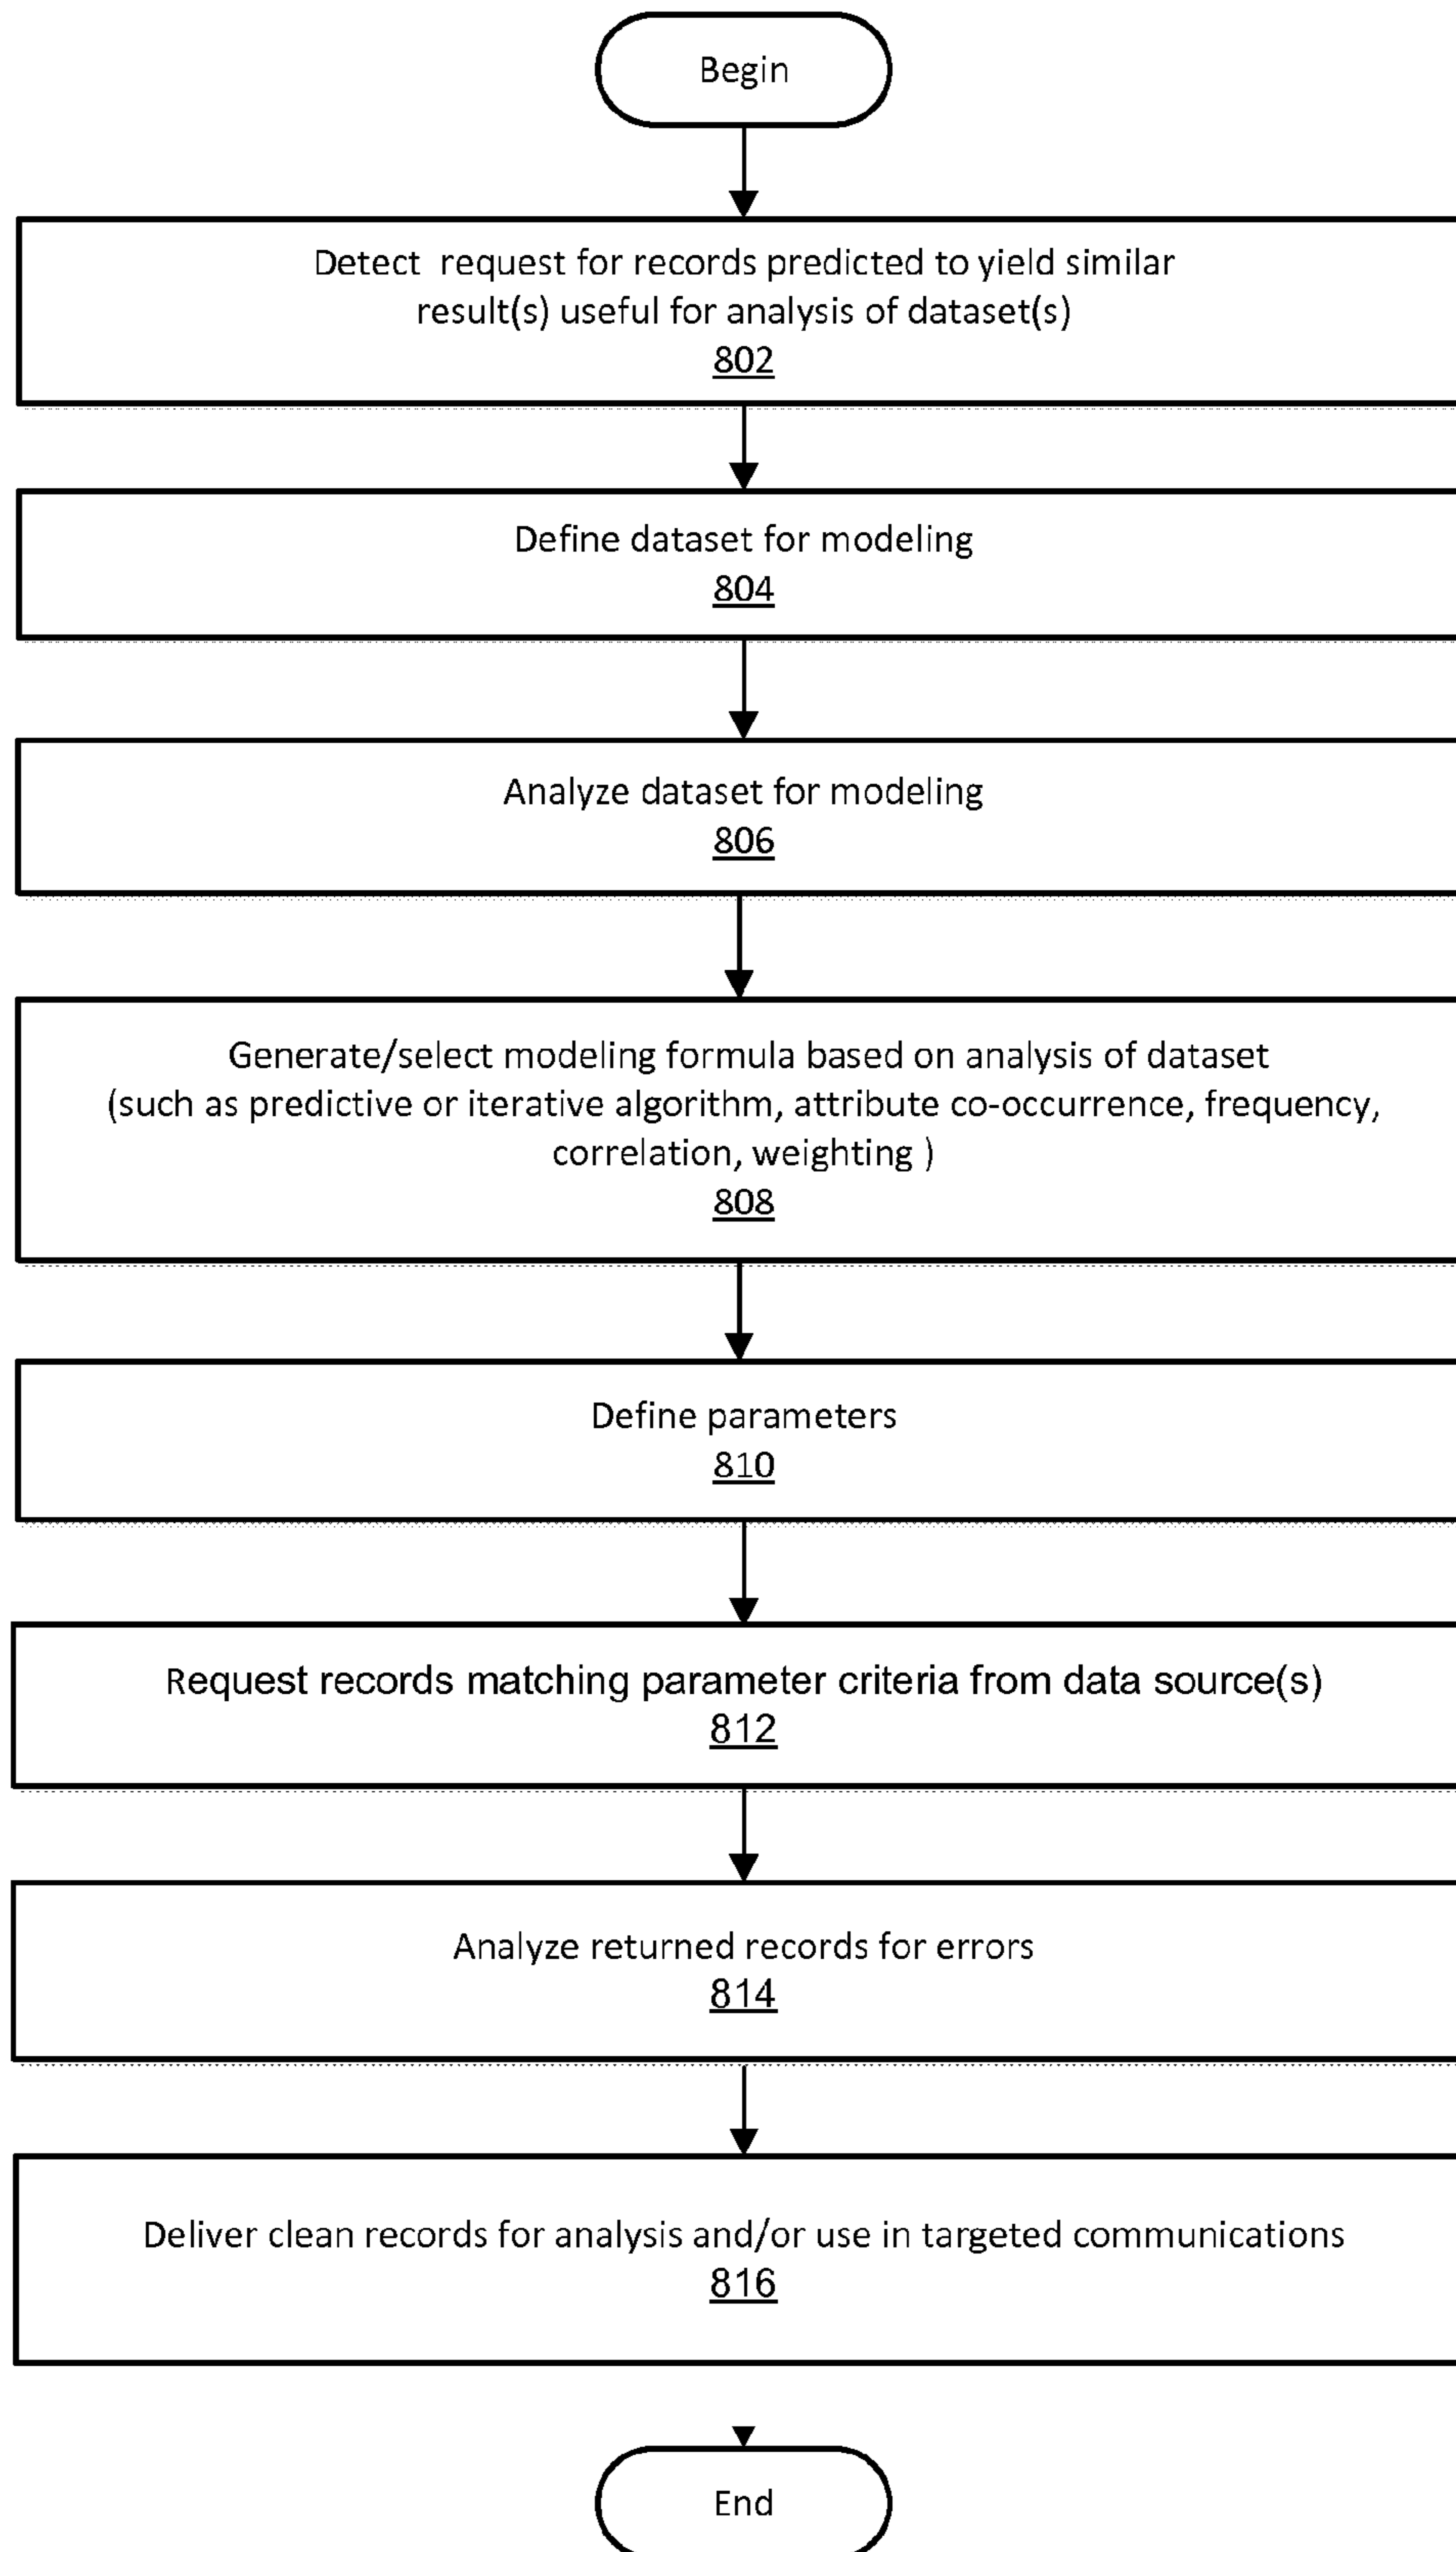 Begin
Detect request for records predicted to yield similar
result(s) useful for analysis of dataset(s)
802
Define dataset for modeling
804
Analyze dataset for modeling
806
Generate/select modeling formula based on analysis of dataset
(such as predictive or iterative algorithm, attribute co-occurrence, frequency,
correlation, weighting )
808
Define parameters
810
Request records matching parameter criteria from data source(s)
812
Analyze returned records for errors
814
Deliver clean records for analysis and/or use in targeted communications
816
End